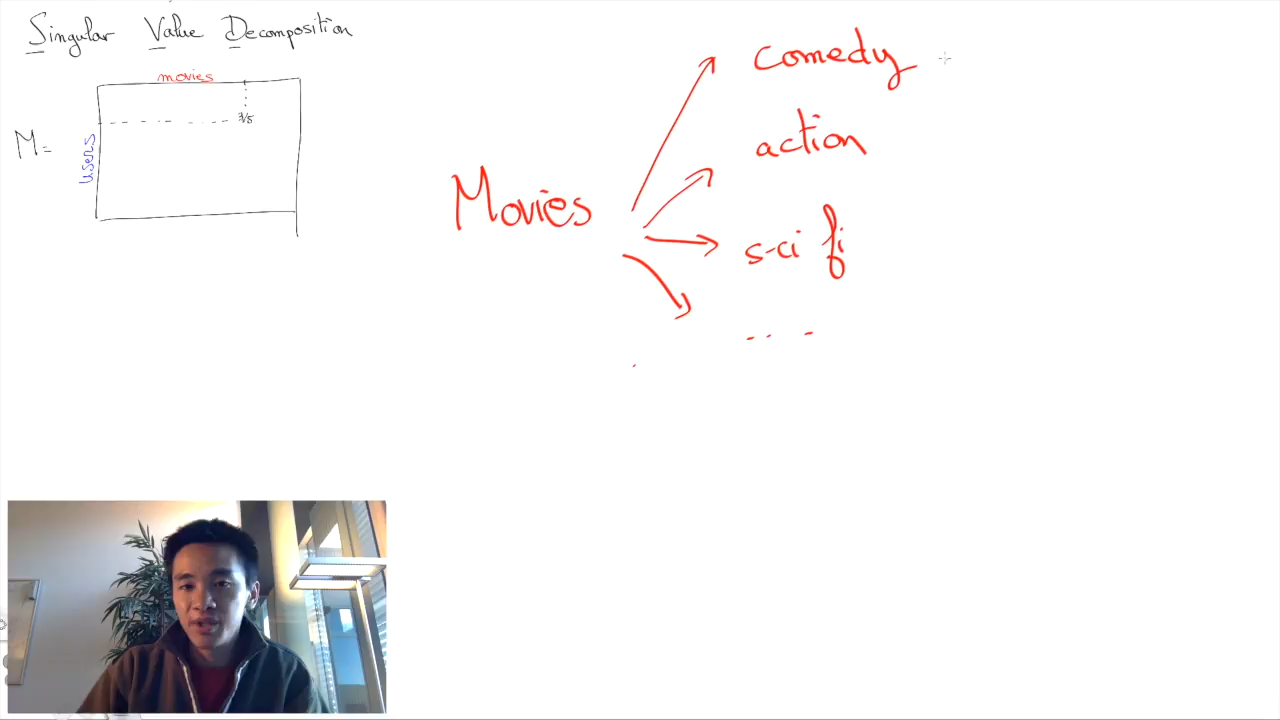 Singular Value Decomposition
movies
M=
users
3/5
Movies
comedy
action
s-ci fi
...